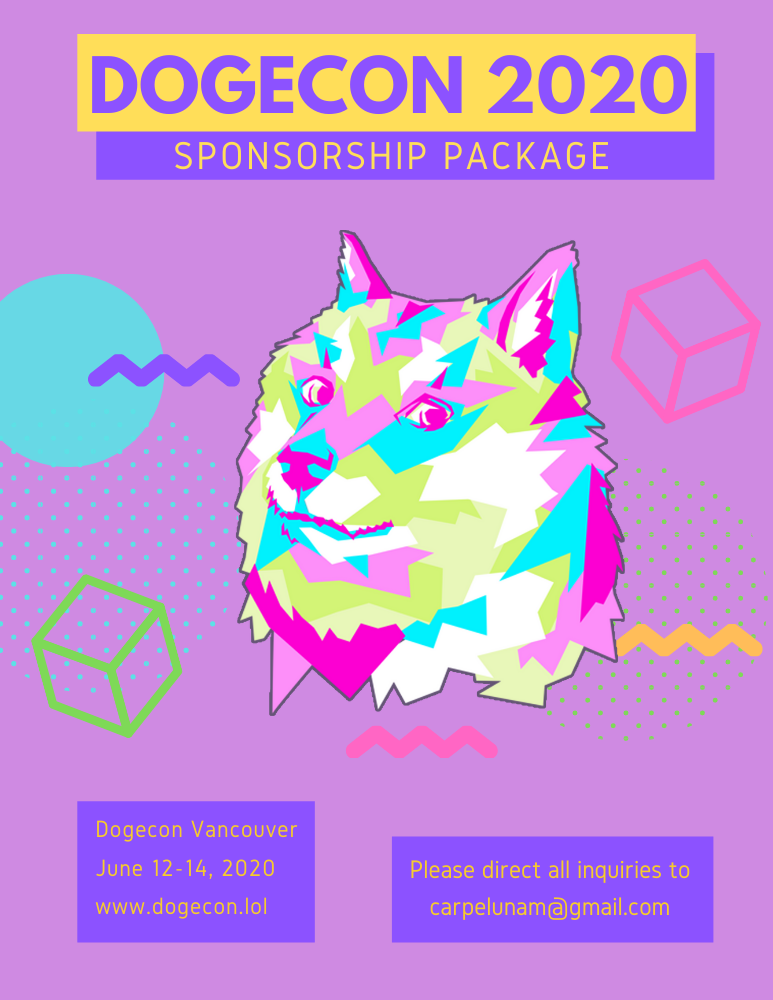 DOGECON 2020
SPONSORSHIP PACKAGE
Dogecon Vancouver
June 12-14, 2020
www.dogecon.lol
Please direct all inquiries to
carpelunam@gmail.com